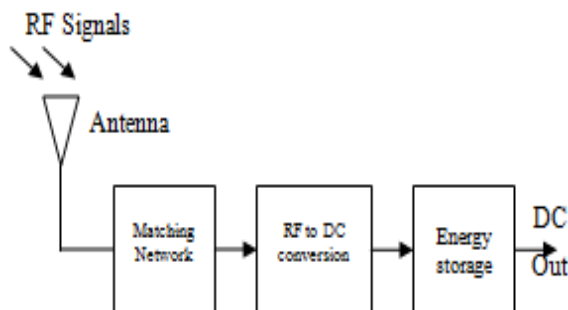 RF Signals
Antenna
Matching
Network
RF to DC
conversion
Energy
storage
DC
Out